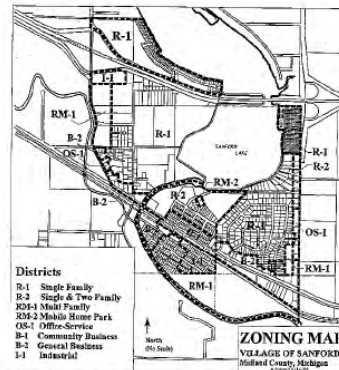 R-1
I-1
RM-1
B-2
R-1
OS-1
SANFORD
LAKE
R-1
R-2
RM-2
B-2
R-2
R-1
OS-1
B-2
RM-1
RM-1
Districts
R-1 Single Family
R-2 Single & Two Family
RM-1 Multi Family
RM-2 Mobile Home Park
OS-1 Office-Service
B-1 Community Business
B-2 General Business
I-1 Industrial
North
(No Scale)
ZONING MAP
VILLAGE OF SANFORD
Midland County, Michigan